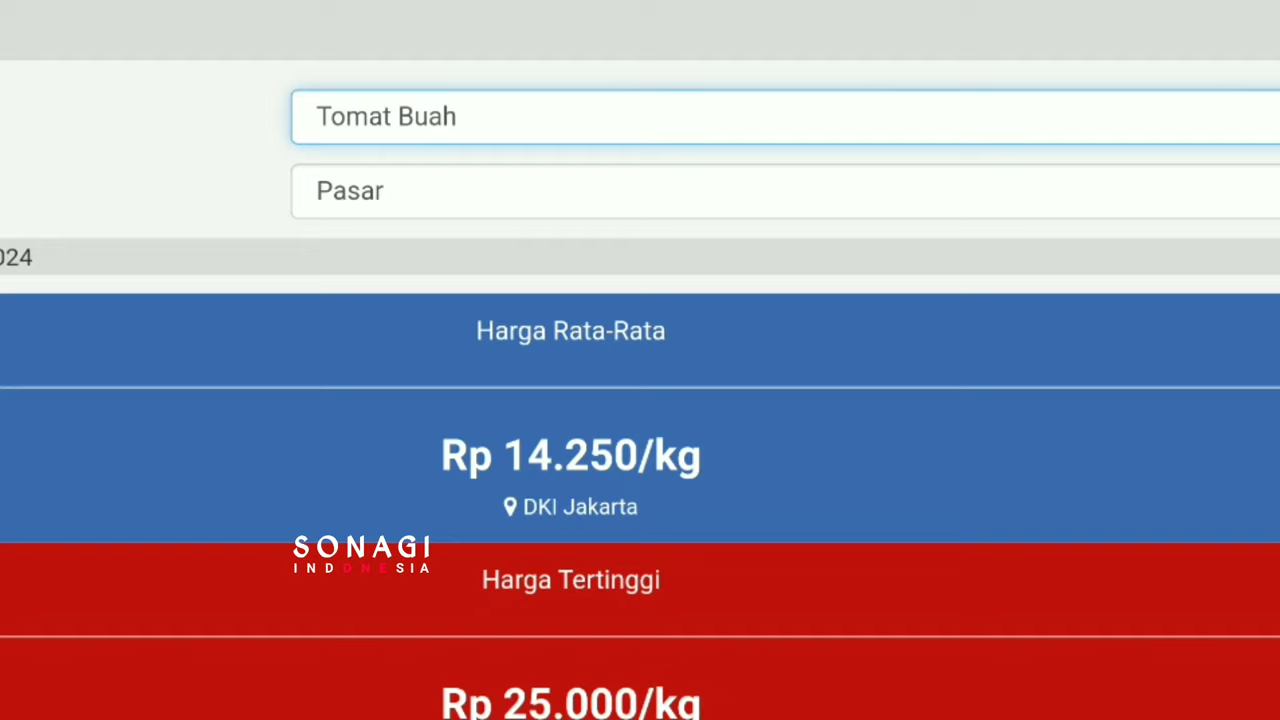 Tomat Buah
Pasar
024
Harga Rata-Rata
Rp 14.250/kg
DKI Jakarta
SONAGI
INDONESIA
Harga Tertinggi
Rp 25.000/kg